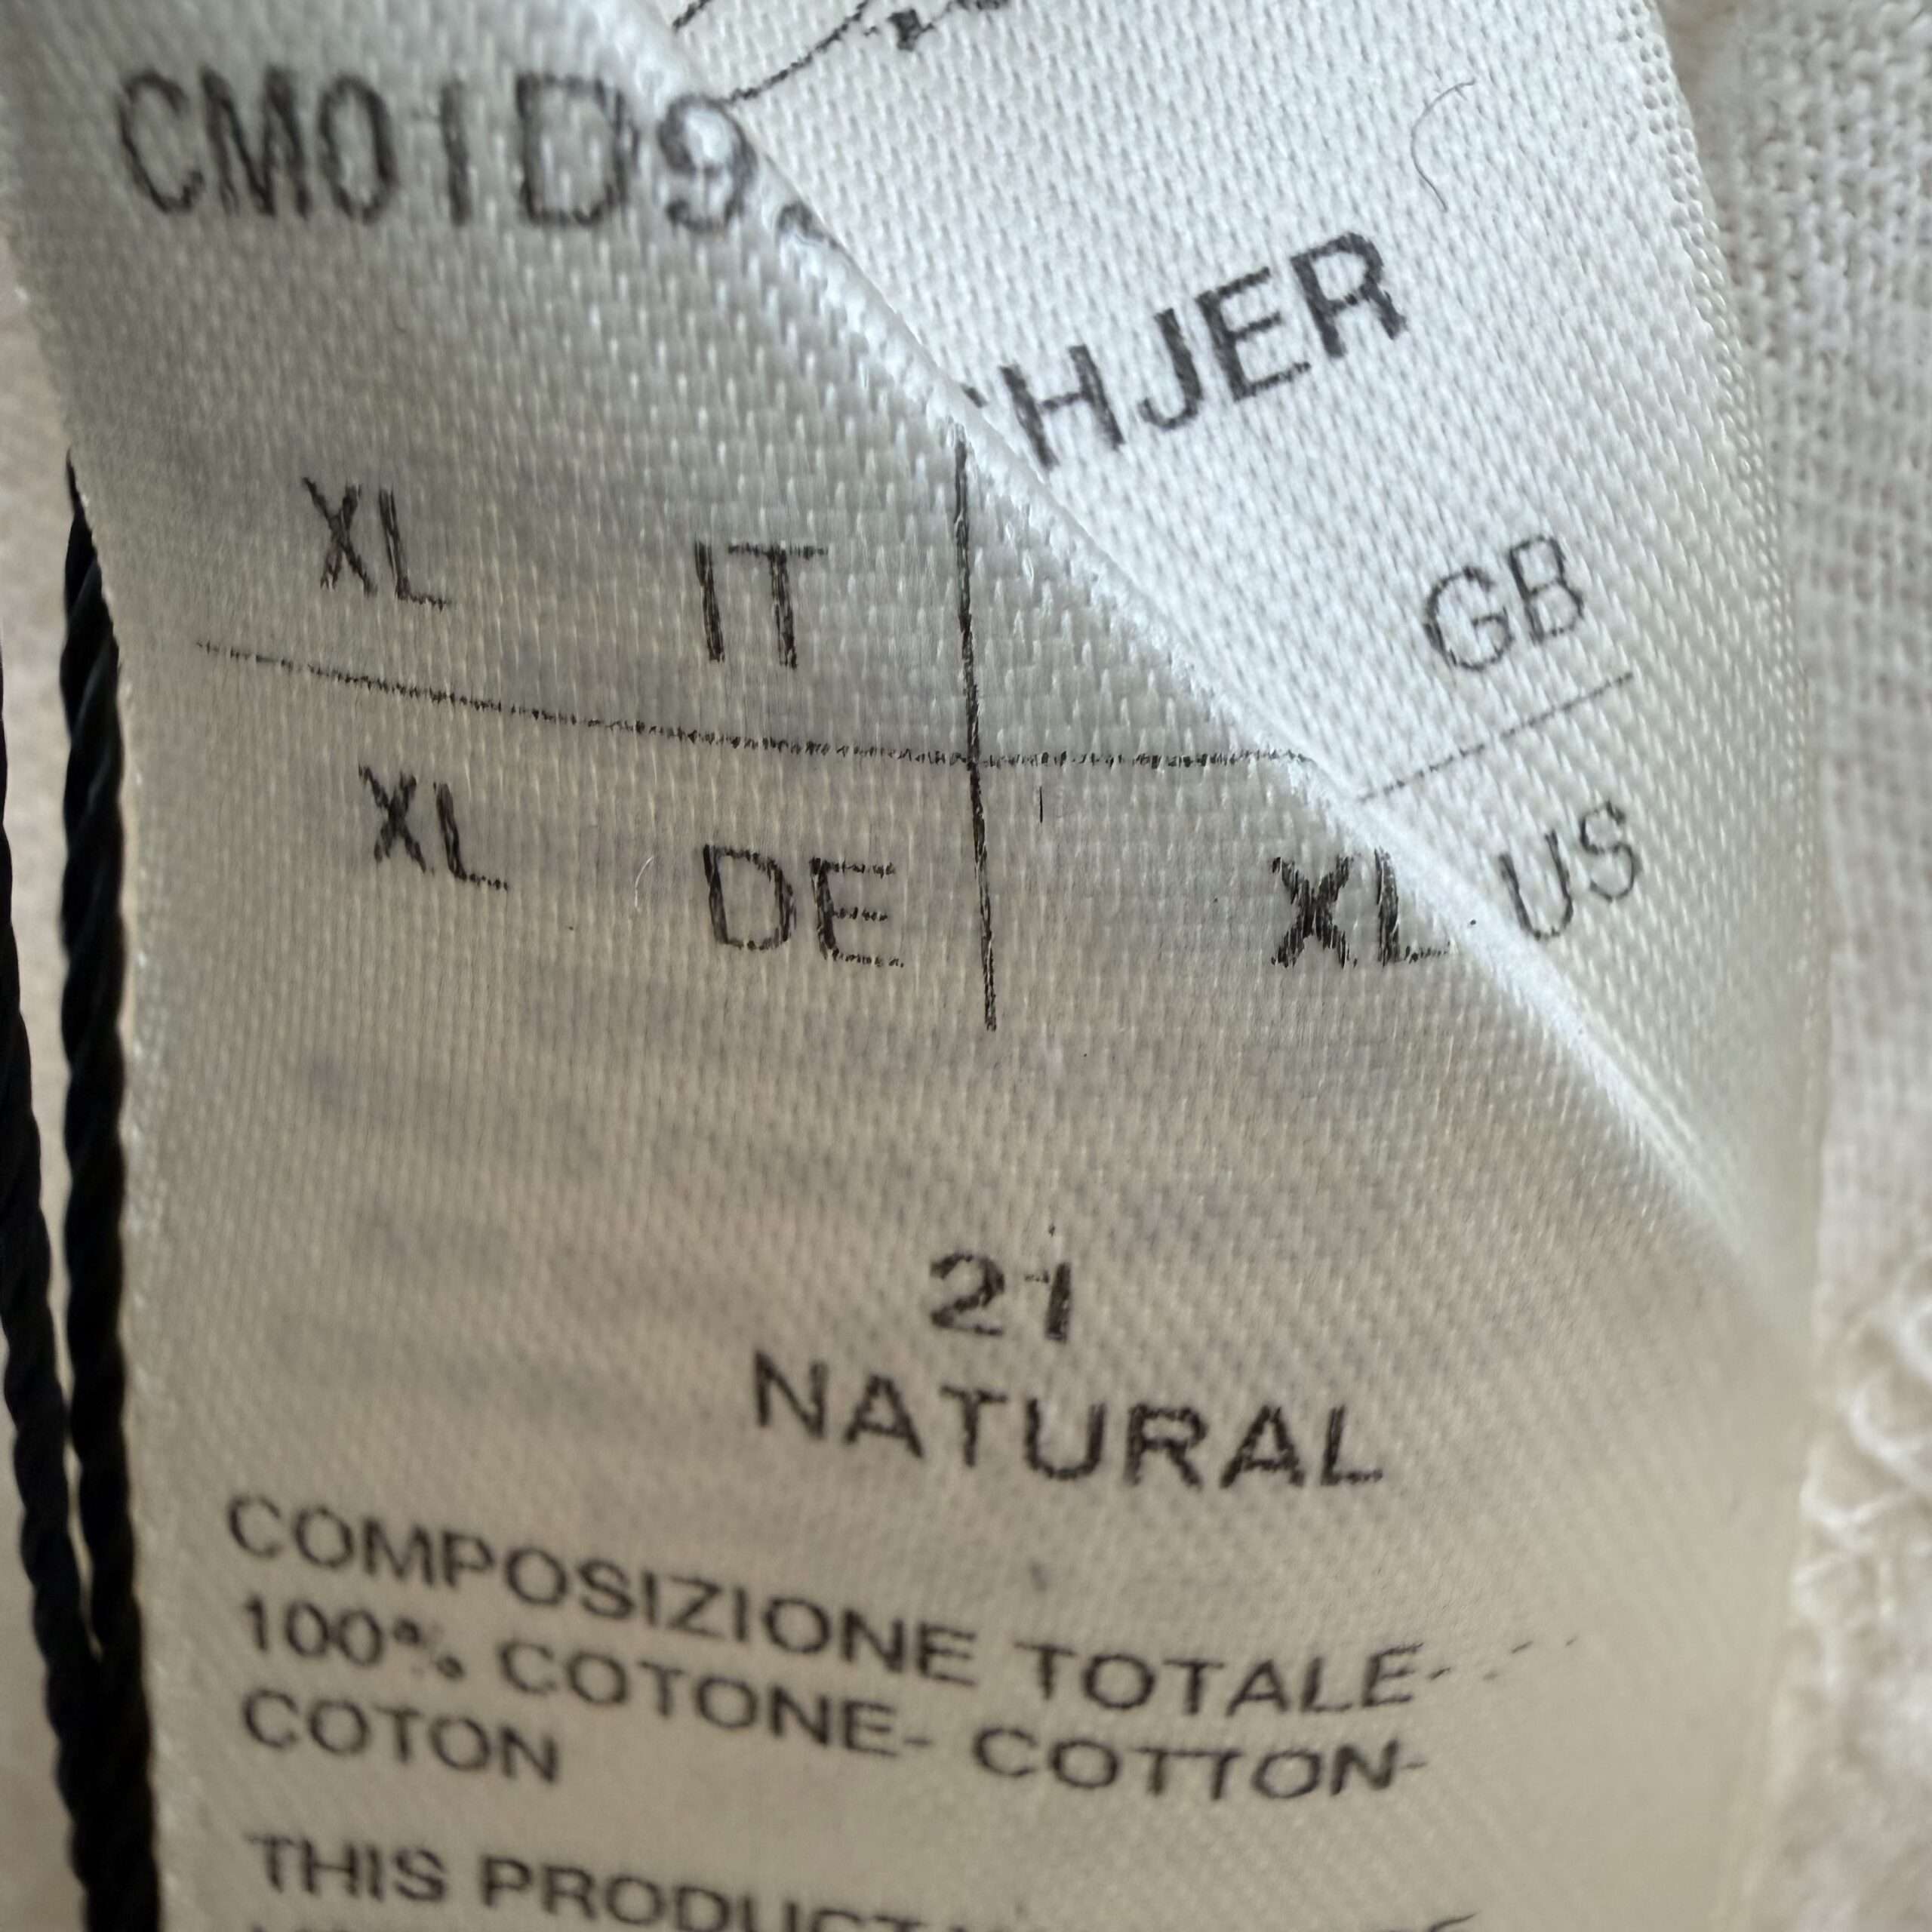 CM01D9
HJER
XL IT GB
XL DE XL US
21
NATURAL
COMPOSIZIONE TOTALE-
100% COTONE- COTTON-
COTON
THIS PRODUCT